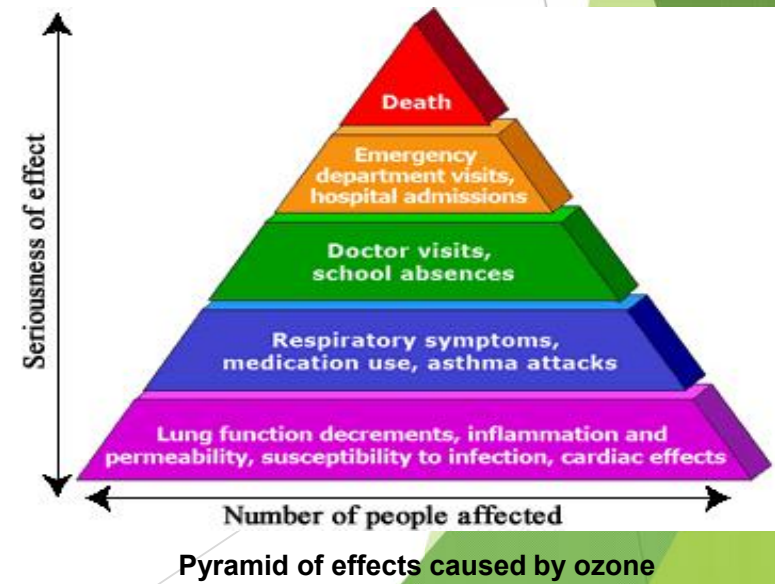 Death
Emergency
department visits,
hospital admissions
Doctor visits,
school absences
Respiratory symptoms,
medication use, asthma attacks
Lung function decrements, inflammation and
permeability, susceptibility to infection, cardiac effects
Seriousness of effect
Number of people affected
Pyramid of effects caused by ozone